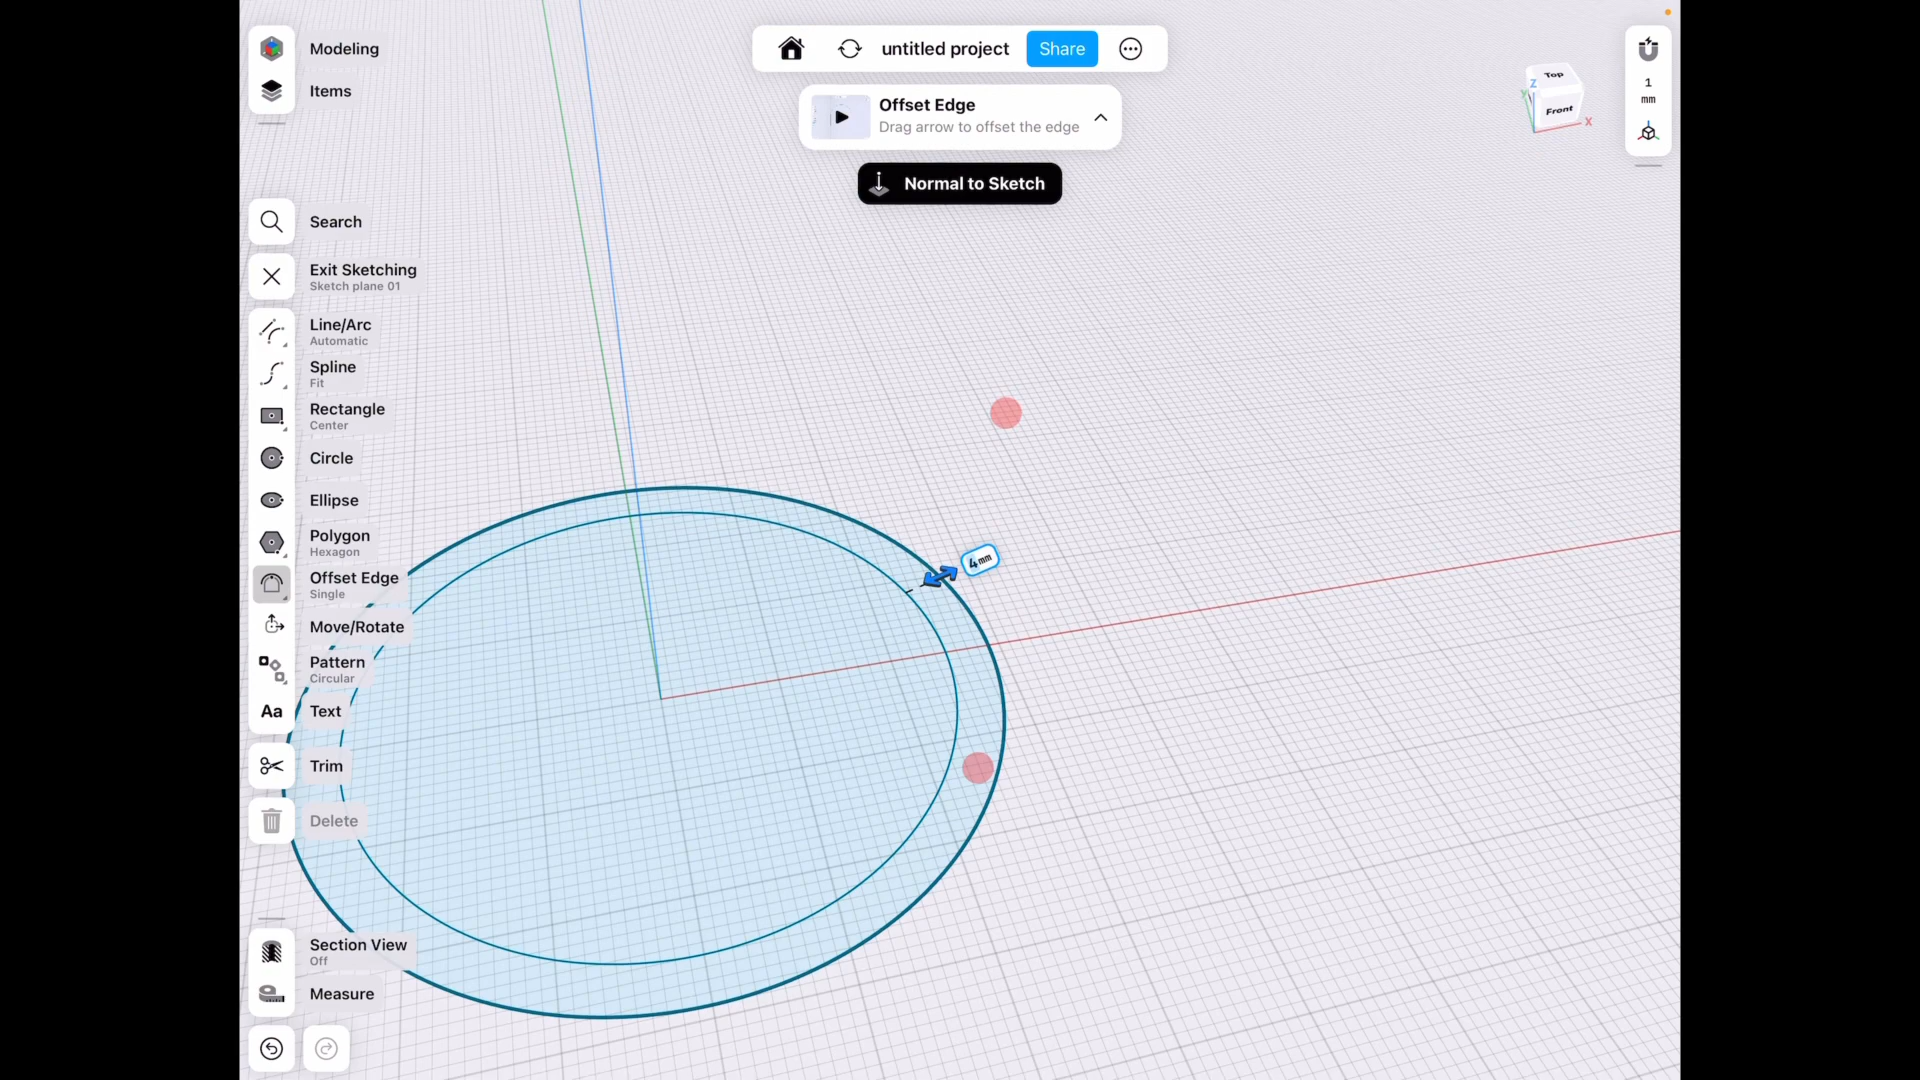 Modeling
Items
untitled project
Share
Offset Edge
Drag arrow to offset the edge
Normal to Sketch
Top
Front
Z
Y
X
1
mm
Search
Exit Sketching
Sketch plane 01
Line/Arc
Automatic
Spline
Fit
Rectangle
Center
Circle
Ellipse
Polygon
Hexagon
Offset Edge
Single
Move/Rotate
Pattern
Circular
Aa
Text
Trim
Delete
4 mm
Section View
Off
Measure